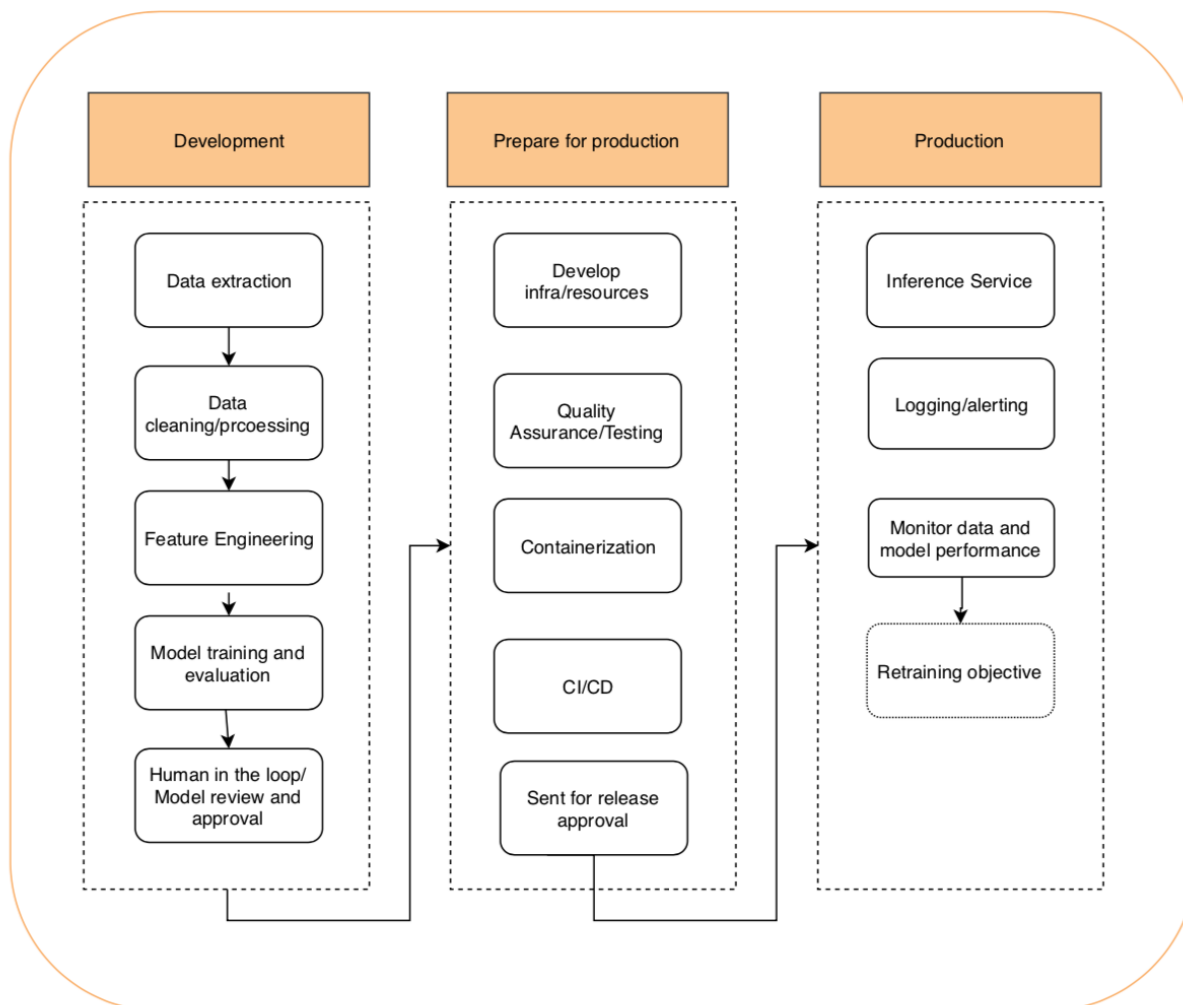 Development
Data extraction
Data
cleaning/prcoessing
Feature Engineering
Model training and
evaluation
Human in the loop/
Model review and
approval
Prepare for production
Develop
infra/resources
Quality
Assurance/Testing
Containerization
CI/CD
Sent for release
approval
Production
Inference Service
Logging/alerting
Monitor data and
model performance
Retraining objective